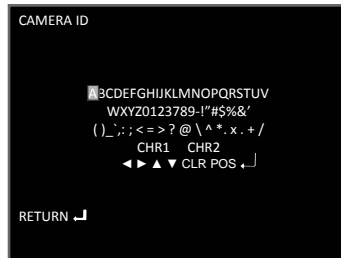 CAMERA ID
ABCDEFGHIJKLMNOPQRSTUV
WXYZ0123789-!"#$%&'
( )_`,: ; < = > ? @ \ ^ *. x . + /
CHR1 CHR2
◄ ► ▲ ▼ CLR POS ↵
RETURN ↵